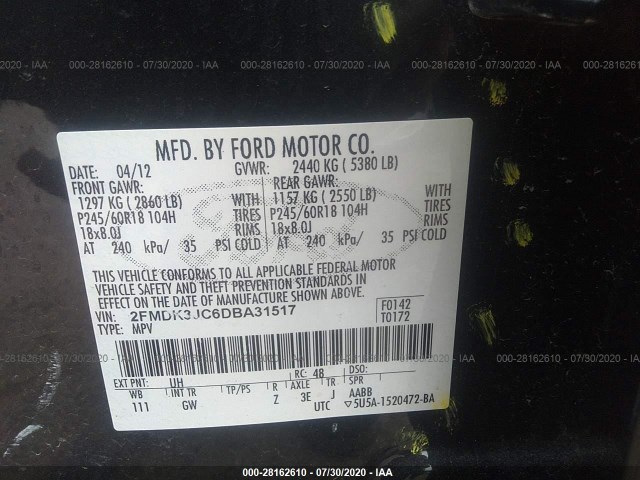 000-28162610 - 07/30/2020 - IAA
MFD. BY FORD MOTOR CO.
DATE: 04/12 GVWR: 2440 KG ( 5380 LB)
FRONT GAWR: REAR GAWR:
1297 KG ( 2860 LB) WITH 1157 KG ( 2550 LB) WITH
P245/60R18 104H TIRES P245/60R18 104H TIRES
18x8.0J RIMS 18x8.0J RIMS
AT 240 kPa/ 35 PSI COLD AT 240 kPa/ 35 PSI COLD
THIS VEHICLE CONFORMS TO ALL APPLICABLE FEDERAL MOTOR
VEHICLE SAFETY AND THEFT PREVENTION STANDARDS IN
EFFECT ON THE DATE OF MANUFACTURE SHOWN ABOVE.
VIN: 2FMDK3JC6DBA31517 F0142
TYPE: MPV T0172
RC: 4B DSO:
EXT PNT: UH
WB INT TR TP/PS R AXLE TR SPR
111 GW Z 3E J AABB
UTC ▽5U5A-1520472-BA
000-28162610 - 07/30/2020 - IAA